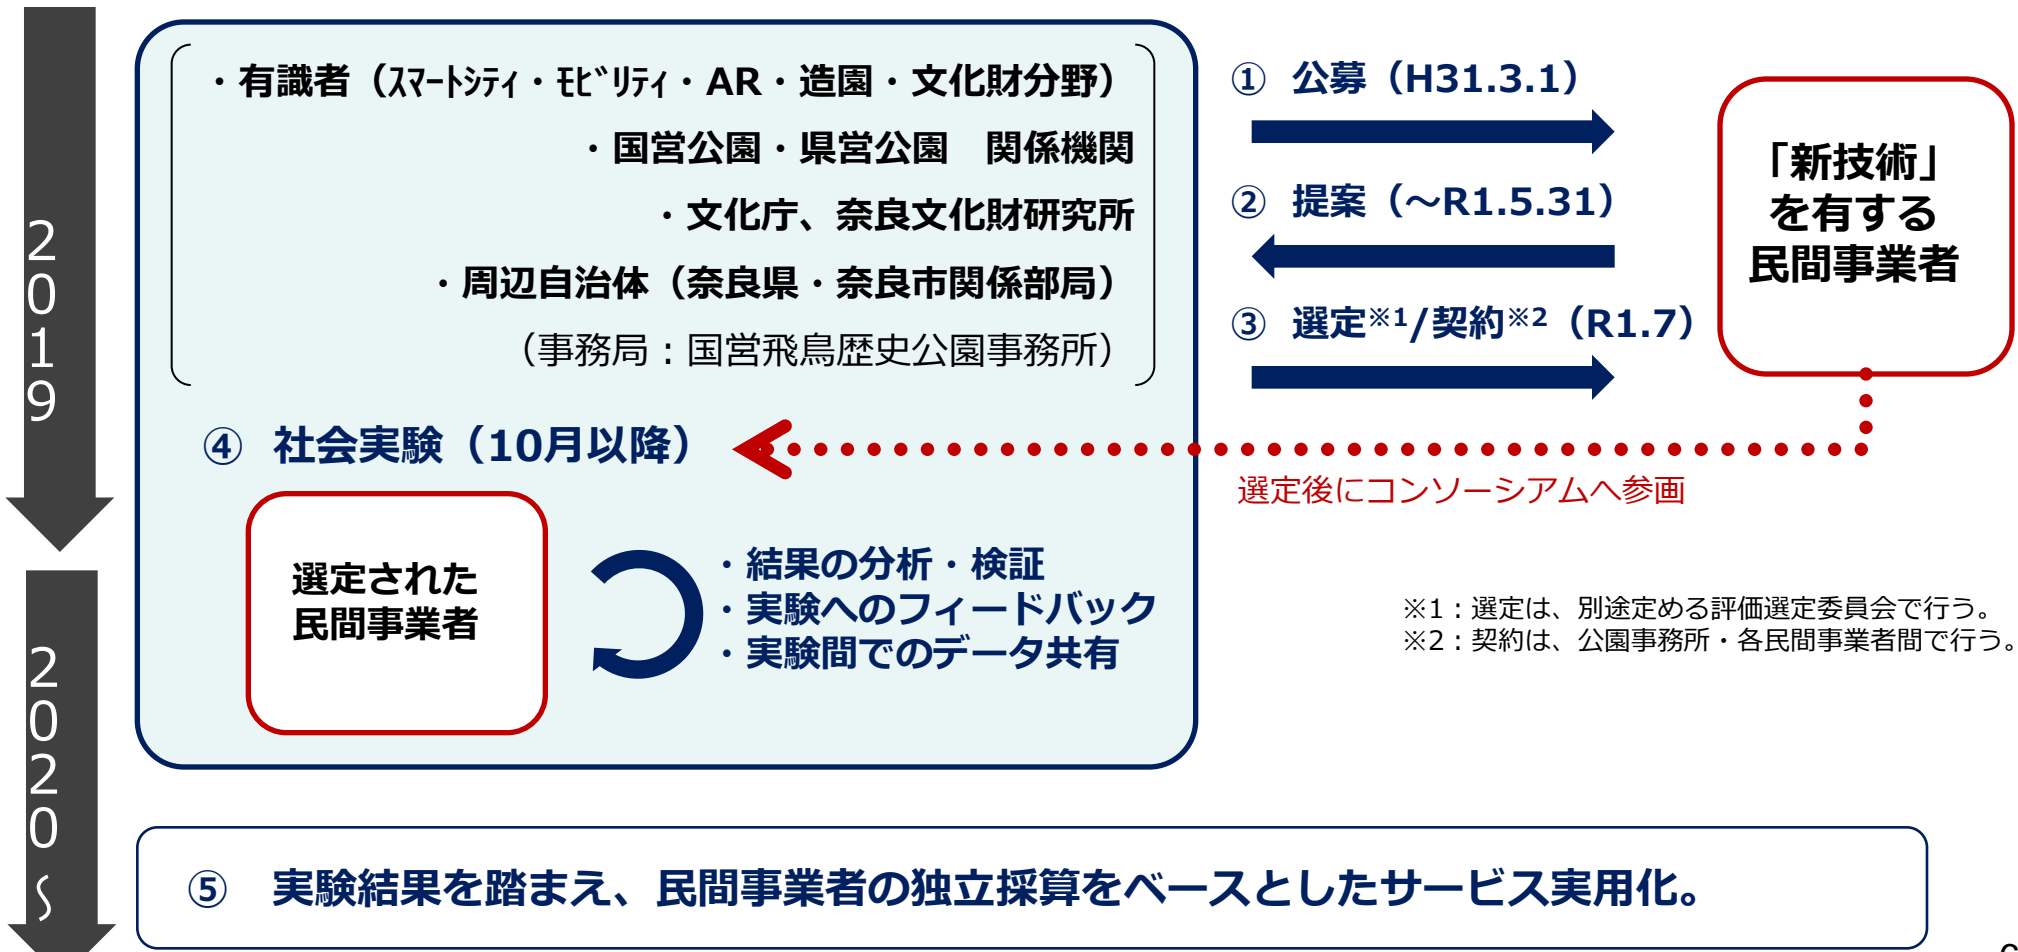 2019
・有識者（ｽﾏｰﾄｼﾃｨ・ﾓﾋﾞﾘﾃｨ・AR・造園・文化財分野）
・国営公園・県営公園　関係機関
・文化庁、奈良文化財研究所
・周辺自治体（奈良県・奈良市関係部局）
（事務局：国営飛鳥歴史公園事務所）
① 公募（H31.3.1）
② 提案（～R1.5.31）
③ 選定※1/契約※2（R1.7）
「新技術」
を有する
民間事業者
④ 社会実験（10月以降）
選定後にコンソーシアムへ参画
選定された
民間事業者
・結果の分析・検証
・実験へのフィードバック
・実験間でのデータ共有
※1：選定は、別途定める評価選定委員会で行う。
※2：契約は、公園事務所・各民間事業者間で行う。
2020～
⑤　実験結果を踏まえ、民間事業者の独立採算をベースとしたサービス実用化。